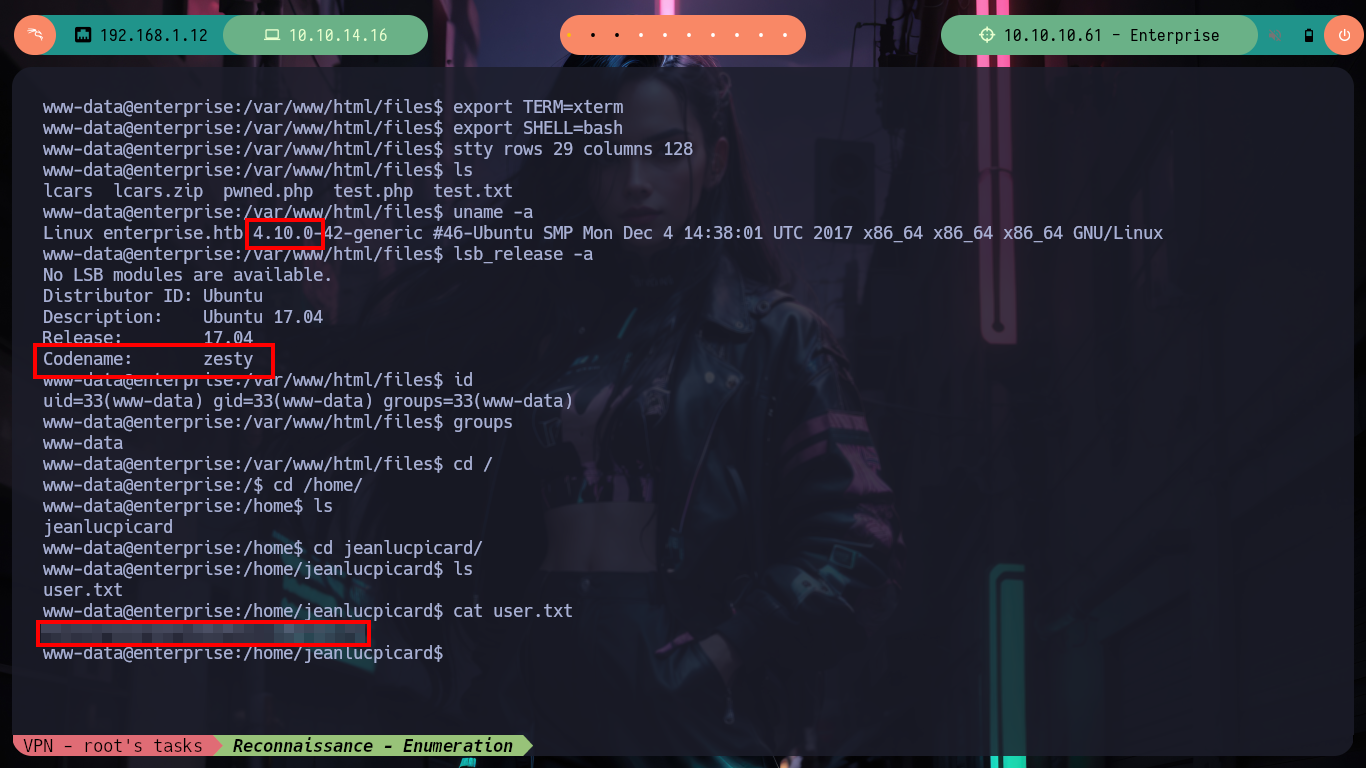 192.168.1.12 10.10.14.16 10.10.10.61 - Enterprise
www-data@enterprise:/var/www/html/files$ export TERM=xterm
www-data@enterprise:/var/www/html/files$ export SHELL=bash
www-data@enterprise:/var/www/html/files$ stty rows 29 columns 128
www-data@enterprise:/var/www/html/files$ ls
lcars  lcars.zip  pwned.php  test.php  test.txt
www-data@enterprise:/var/www/html/files$ uname -a
Linux enterprise.htb 4.10.0-42-generic #46-Ubuntu SMP Mon Dec 4 14:38:01 UTC 2017 x86_64 x86_64 x86_64 GNU/Linux
www-data@enterprise:/var/www/html/files$ lsb_release -a
No LSB modules are available.
Distributor ID: Ubuntu
Description:    Ubuntu 17.04
Release:        17.04
Codename:       zesty
www-data@enterprise:/var/www/html/files$ id
uid=33(www-data) gid=33(www-data) groups=33(www-data)
www-data@enterprise:/var/www/html/files$ groups
www-data
www-data@enterprise:/var/www/html/files$ cd /
www-data@enterprise:/$ cd /home/
www-data@enterprise:/home$ ls
jeanlucpicard
www-data@enterprise:/home$ cd jeanlucpicard/
www-data@enterprise:/home/jeanlucpicard$ ls
user.txt
www-data@enterprise:/home/jeanlucpicard$ cat user.txt
www-data@enterprise:/home/jeanlucpicard$
VPN - root's tasks Reconnaissance - Enumeration